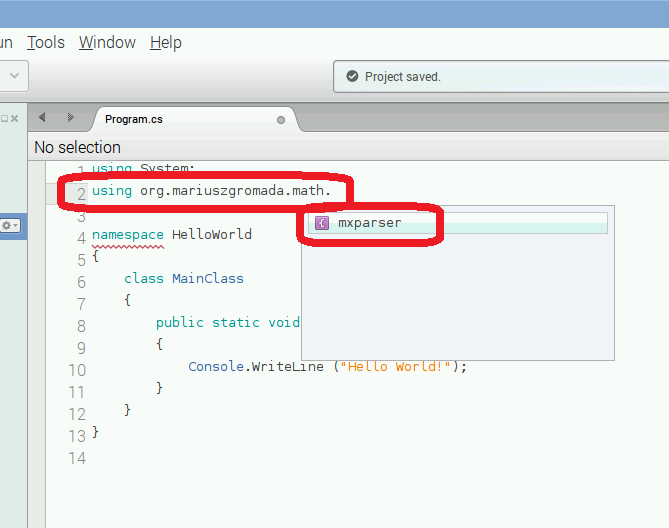 un Tools Window Help
Project saved.
Program.cs
No selection
1 using System;
2 using org.mariuszgromada.math.
mxparser
3
4 namespace HelloWorld
5 {
6 class MainClass
7 {
8 public static void
9 {
10 Console.WriteLine ("Hello World!");
11 }
12 }
13 }
14